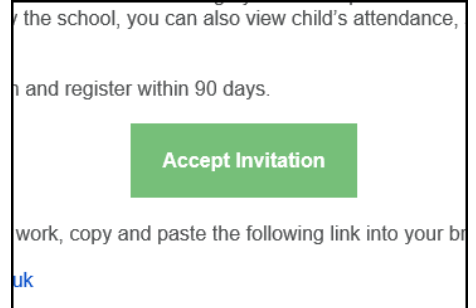 the school, you can also view child's attendance,
and register within 90 days.
Accept Invitation
work, copy and paste the following link into your
uk